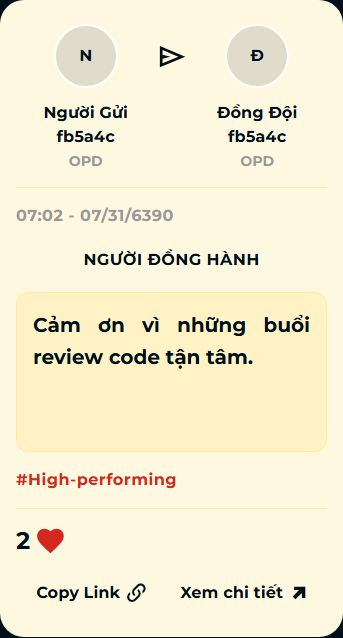 N
Đ
Người Gửi
fb5a4c
OPD
Đồng Đội
fb5a4c
OPD
07:02 - 07/31/6390
NGƯỜI ĐỒNG HÀNH
Cảm ơn vì những buổi
review code tận tâm.
#High-performing
2
Copy Link
Xem chi tiết